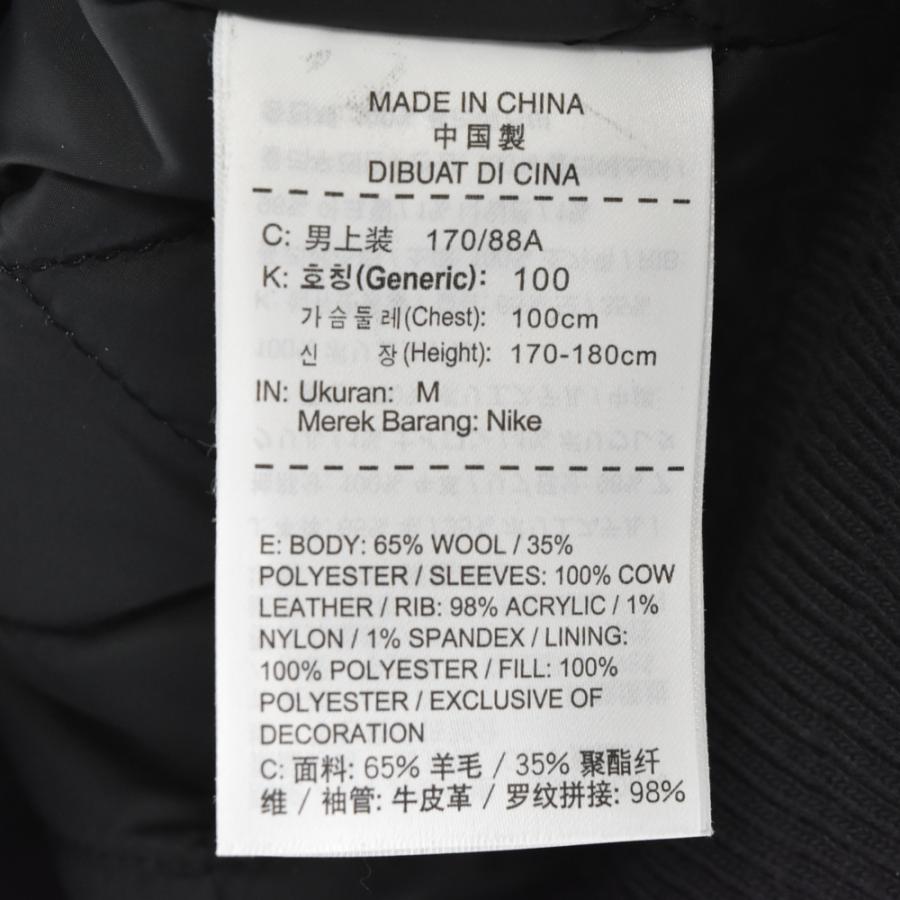 MADE IN CHINA
中国製
DIBUAT DI CINA
C: 男上装 170/88A
K: 호칭(Generic): 100
가슴둘레(Chest): 100cm
신 장(Height): 170-180cm
IN: Ukuran: M
Merek Barang: Nike
E: BODY: 65% WOOL / 35%
POLYESTER / SLEEVES: 100% COW
LEATHER / RIB: 98% ACRYLIC / 1%
NYLON / 1% SPANDEX / LINING:
100% POLYESTER / FILL: 100%
POLYESTER / EXCLUSIVE OF
DECORATION
C: 面料: 65% 羊毛 / 35% 聚酯纤
维 / 袖管: 牛皮革 / 罗纹拼接: 98%